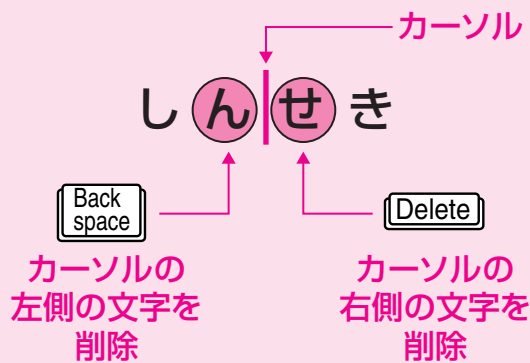 カーソル
しんせき
Back
space
カーソルの
左側の文字を
削除
Delete
カーソルの
右側の文字を
削除